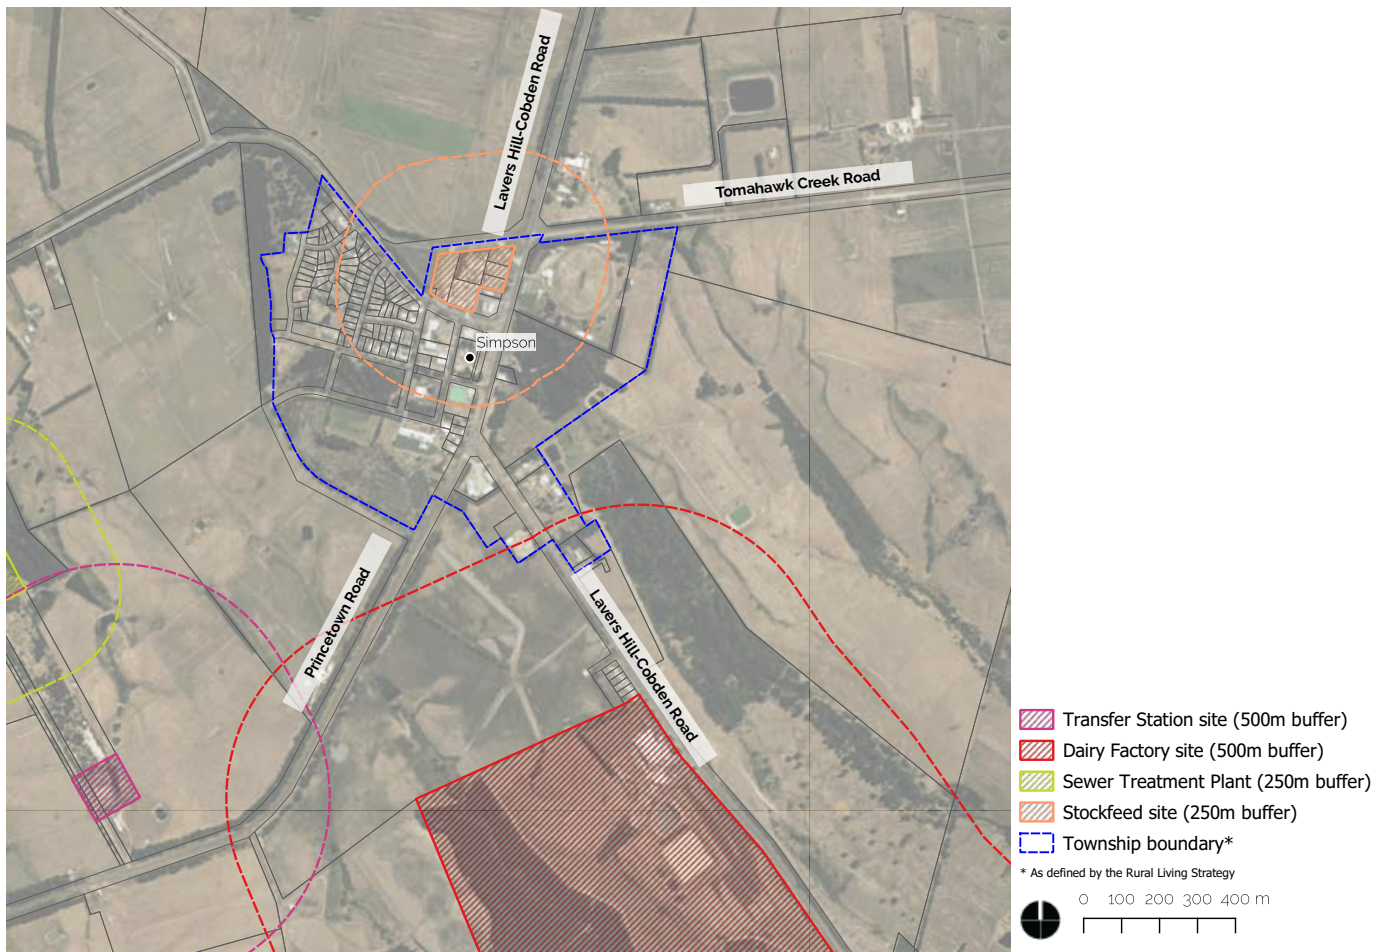 Lavers Hill-Cobden Road
Tomahawk Creek Road
Simpson
Princetown Road
Lavers Hill-Cobden Road
Transfer Station site (500m buffer)
Dairy Factory site (500m buffer)
Sewer Treatment Plant (250m buffer)
Stockfeed site (250m buffer)
Township boundary*
* As defined by the Rural Living Strategy
0 100 200 300 400 m